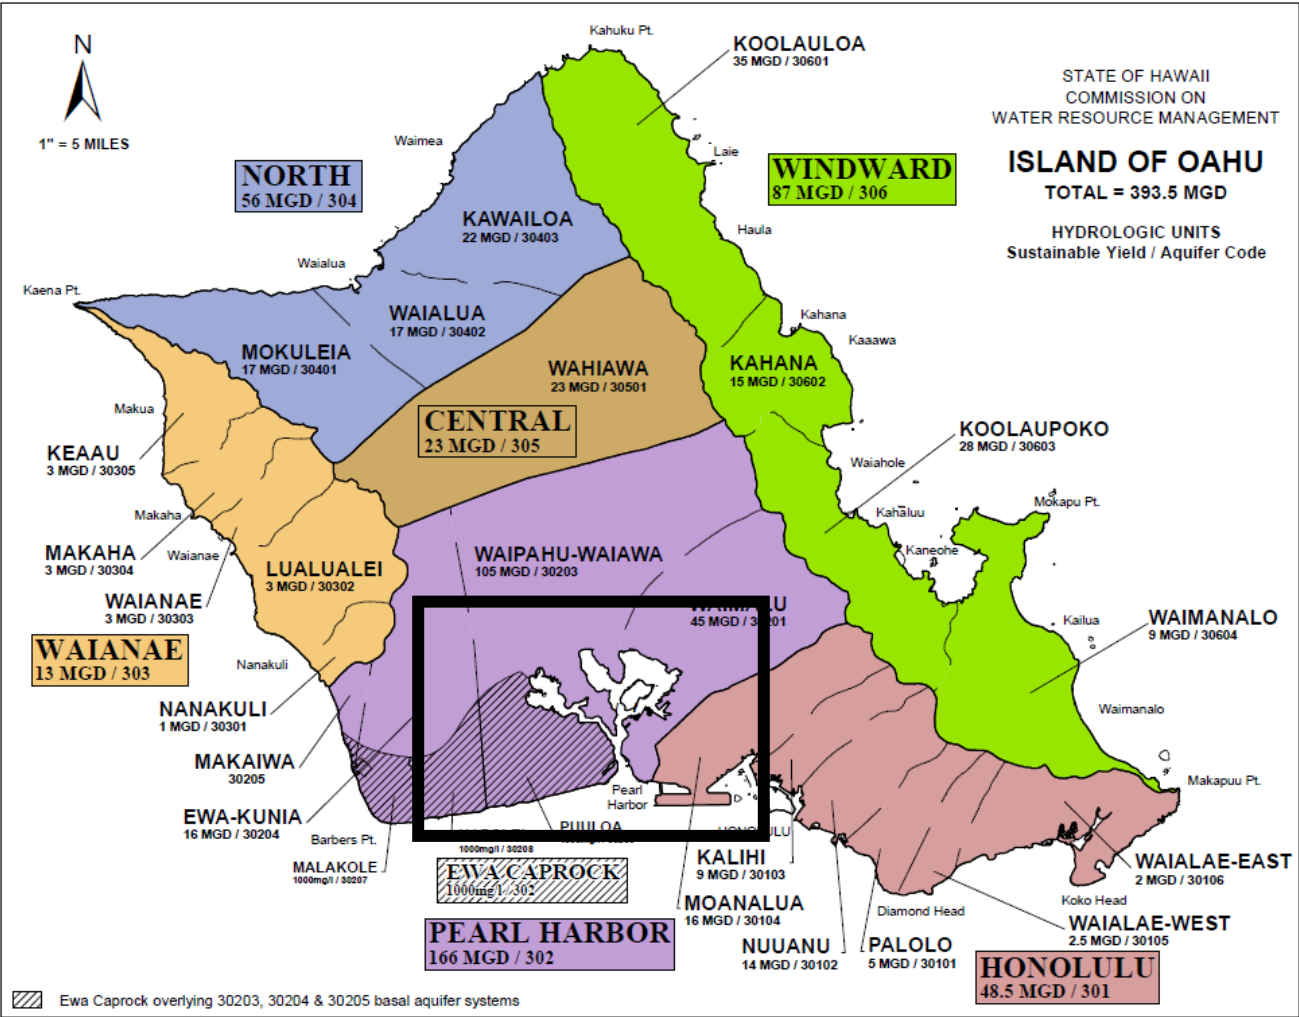 Kahuku Pt.
N
KOOLAULOA
35 MGD / 30601
STATE OF HAWAII
COMMISSION ON
WATER RESOURCE MANAGEMENT
1" = 5 MILES
Waimea
Laie
ISLAND OF OAHU
TOTAL = 393.5 MGD
NORTH
56 MGD / 304
WINDWARD
87 MGD / 306
KAWAILOA
22 MGD / 30403
Haula
HYDROLOGIC UNITS
Sustainable Yield / Aquifer Code
Waialua
Kaena Pt.
WAIALUA
17 MGD / 30402
Kahana
Kaaawa
MOKULEIA
17 MGD / 30401
WAHIAWA
23 MGD / 30501
KAHANA
15 MGD / 30602
Makua
CENTRAL
23 MGD / 305
KOOLAUPOKO
28 MGD / 30603
KEAAU
3 MGD / 30305
Waiahole
Mokapu Pt.
Makaha
Kahaluu
MAKAHA
3 MGD / 30304
Waianae
WAIPAHU-WAIAWA
105 MGD / 30203
Kaneohe
LUALUALEI
3 MGD / 30302
WAIANAE
3 MGD / 30303
45 MGD /
Kailua
WAIMANALO
9 MGD / 30604
WAIANAE
13 MGD / 303
Nanakuli
NANAKULI
1 MGD / 30301
Waimanalo
MAKAIWA
30205
Makapuu Pt.
Pearl
Harbor
EWA-KUNIA
16 MGD / 30204
Barbers Pt.
PUULOA
MALAKOLE
1000mg/l / 30207
1000mg/l / 30208
KALIHI
9 MGD / 30103
EWA CAPROCK
1000mg/l / 302
WAIALAE-EAST
2 MGD / 30106
MOANALUA
16 MGD / 30104
Diamond Head
Koko Head
WAIALAE-WEST
2.5 MGD / 30105
PEARL HARBOR
166 MGD / 302
NUUANU
14 MGD / 30102
PALOLO
5 MGD / 30101
HONOLULU
48.5 MGD / 301
Ewa Caprock overlying 30203, 30204 & 30205 basal aquifer systems